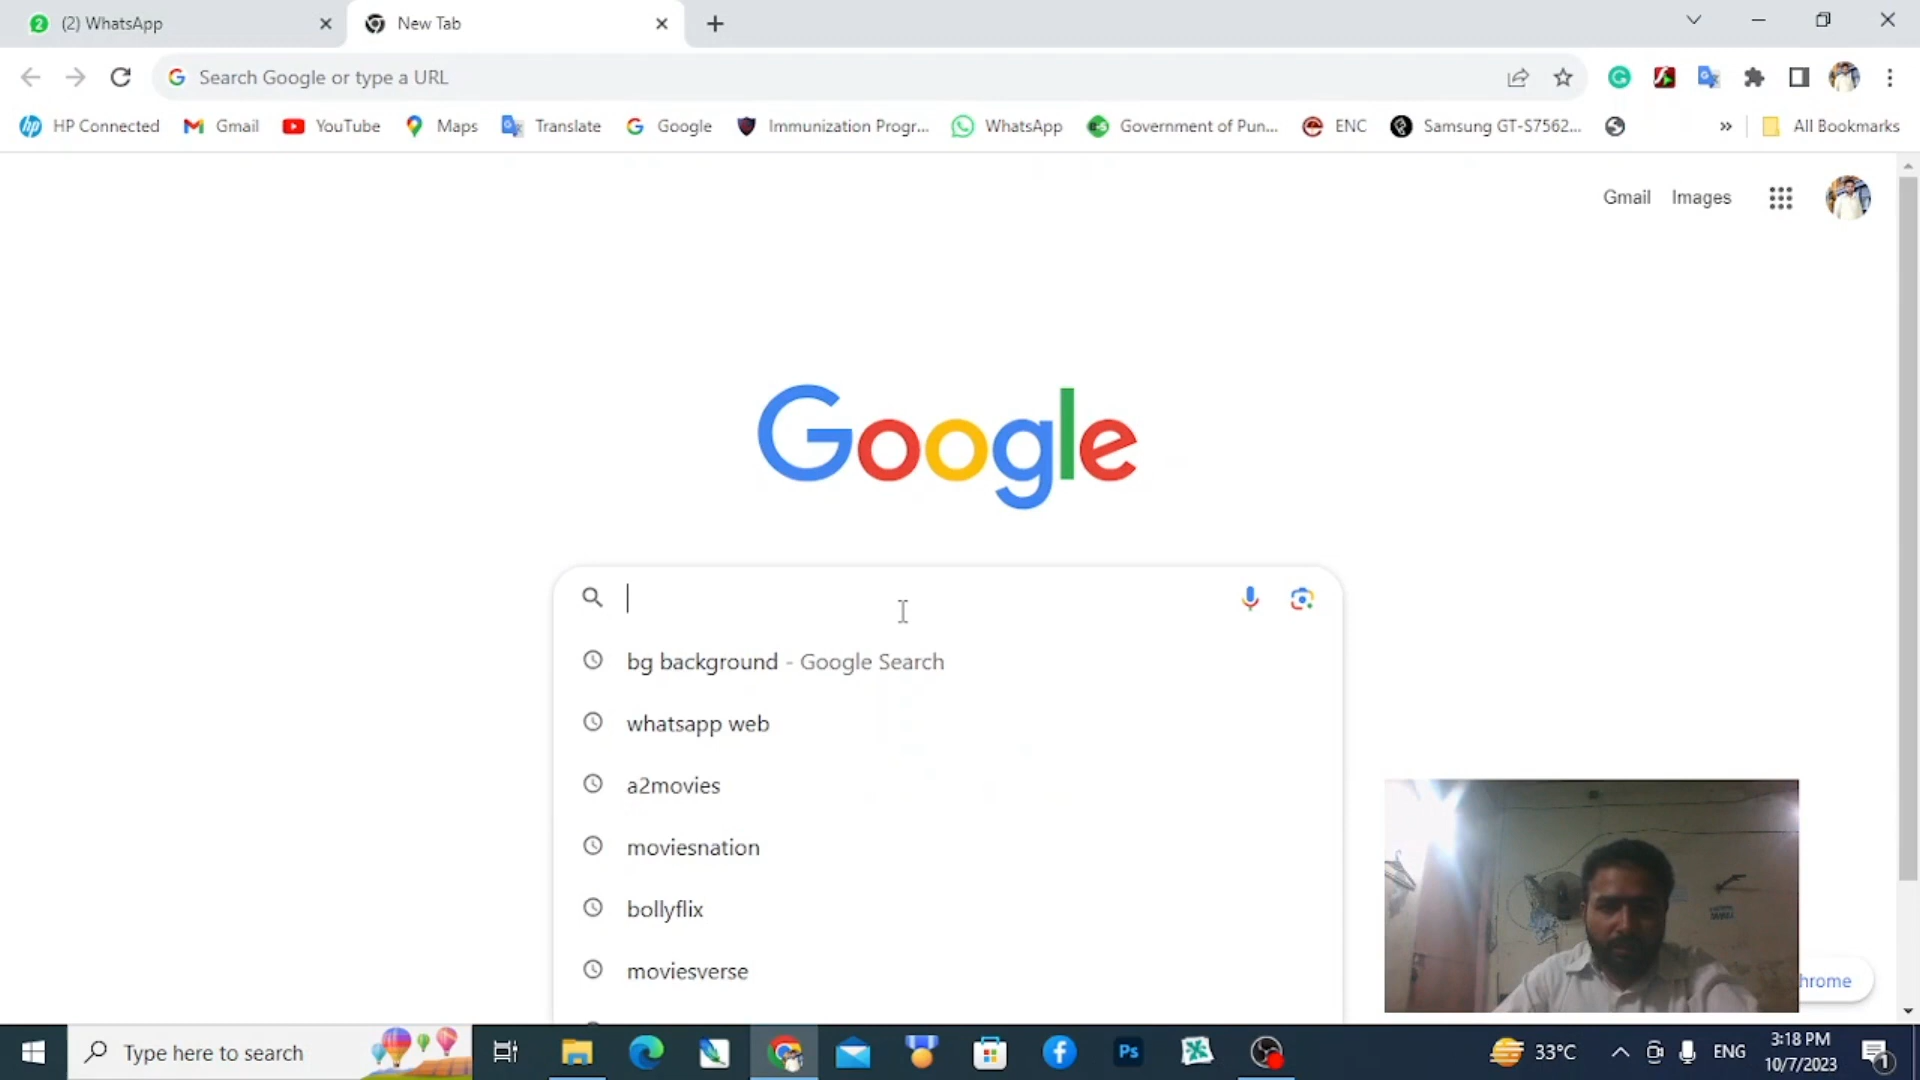 (2) WhatsApp
New Tab
Search Google or type a URL
HP Connected
Gmail
YouTube
Maps
Translate
Google
Immunization Progr...
WhatsApp
Government of Pun...
ENC
Samsung GT-S7562...
All Bookmarks
Gmail
Images
Google
bg background - Google Search
whatsapp web
a2movies
moviesnation
bollyflix
moviesverse
hrome
Type here to search
Ps
33°C
ENG
3:18 PM
10/7/2023
1